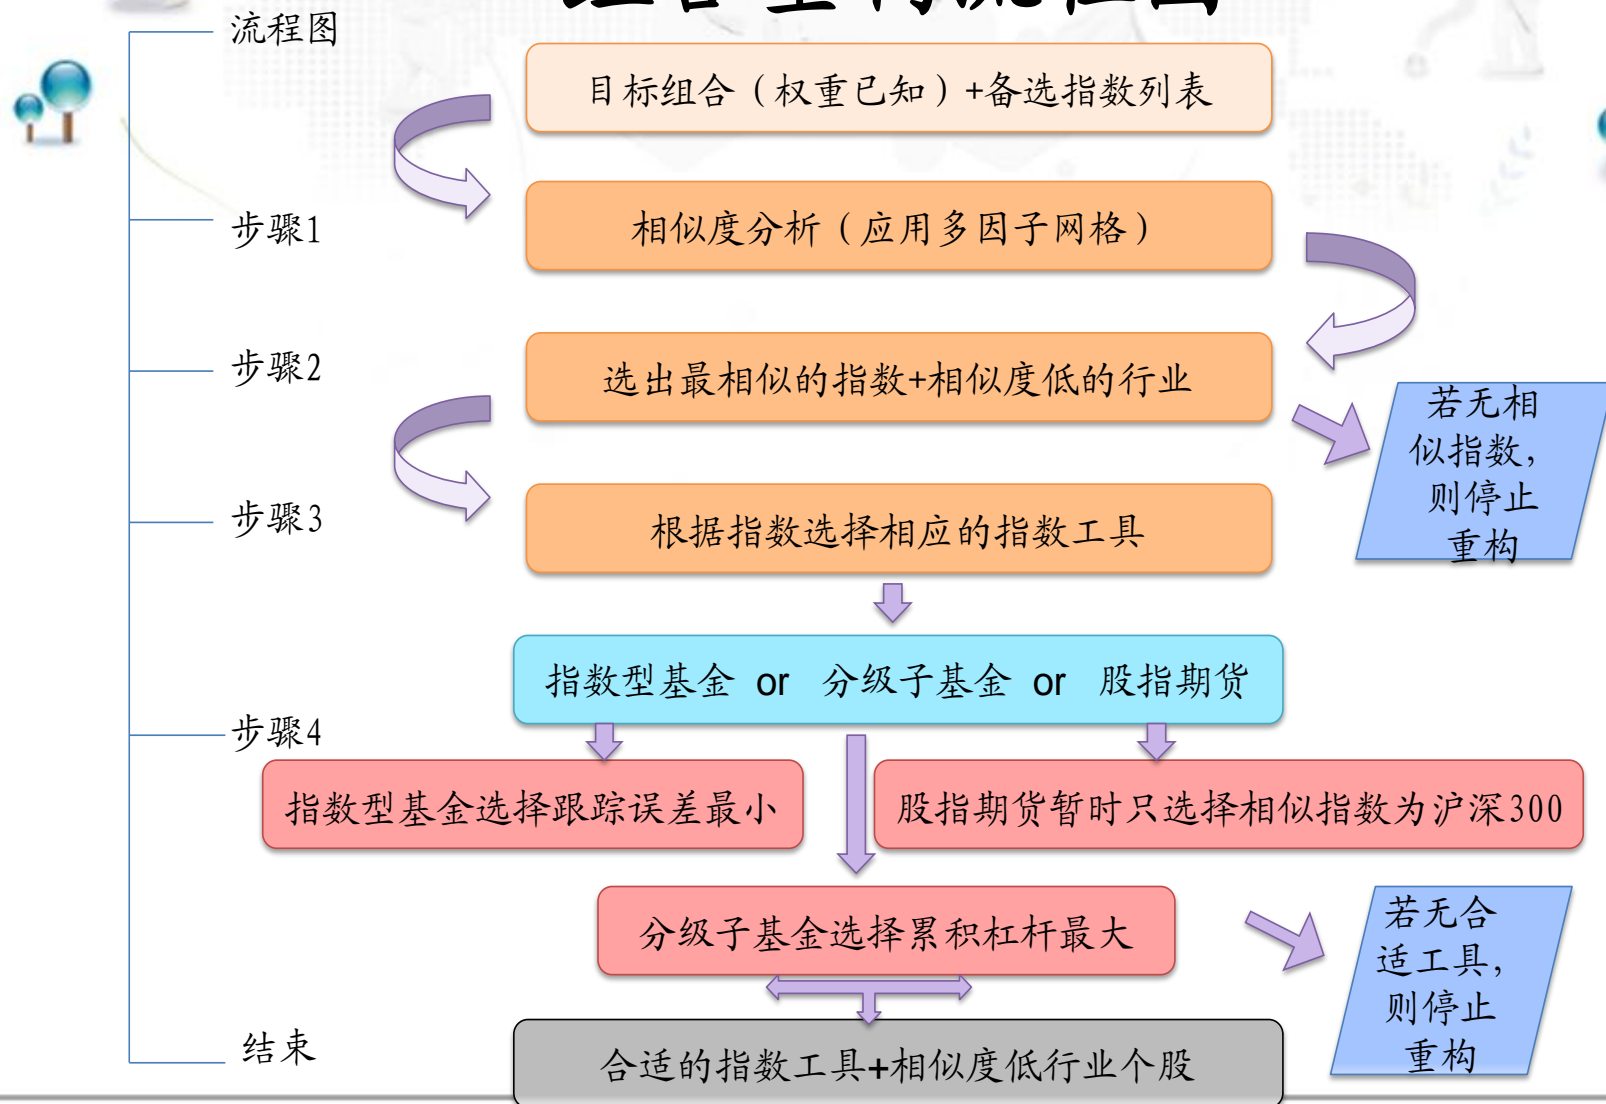 组合重构流程图
流程图
目标组合（权重已知）+备选指数列表
步骤1
相似度分析（应用多因子网格）
步骤2
选出最相似的指数+相似度低的行业
若无相
似指数，
则停止
重构
步骤3
根据指数选择相应的指数工具
指数型基金 or 分级子基金 or 股指期货
步骤4
指数型基金选择跟踪误差最小
股指期货暂时只选择相似指数为沪深300
分级子基金选择累积杠杆最大
若无合
适工具，
则停止
重构
结束
合适的指数工具+相似度低行业个股